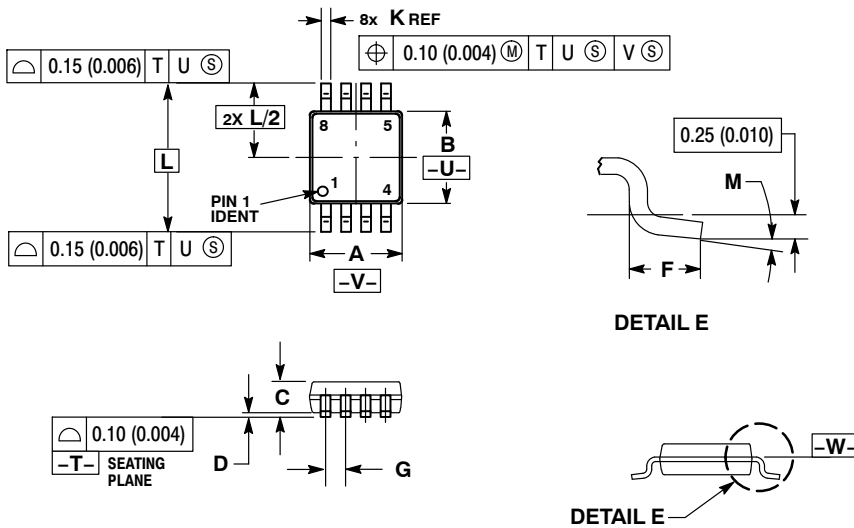 8x K REF
⌓ 0.15 (0.006) T U Ⓢ
⌖ 0.10 (0.004) Ⓜ T U Ⓢ V Ⓢ
2X L/2
8 5
B
–U–
L
PIN 1
IDENT
1 4
⌓ 0.15 (0.006) T U Ⓢ
A
–V–
0.25 (0.010)
M
F
DETAIL E
C
⌓ 0.10 (0.004)
–T– SEATING
PLANE
D
G
–W–
DETAIL E